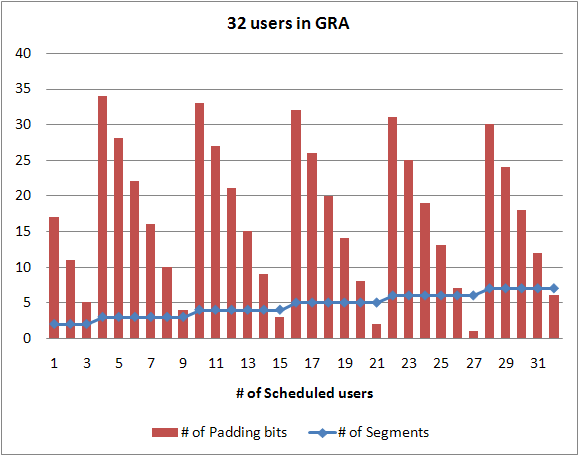 32 users in GRA
40
35
30
25
20
15
10
5
0
1 3 5 7 9 11 13 15 17 19 21 23 25 27 29 31
# of Scheduled users
# of Padding bits # of Segments